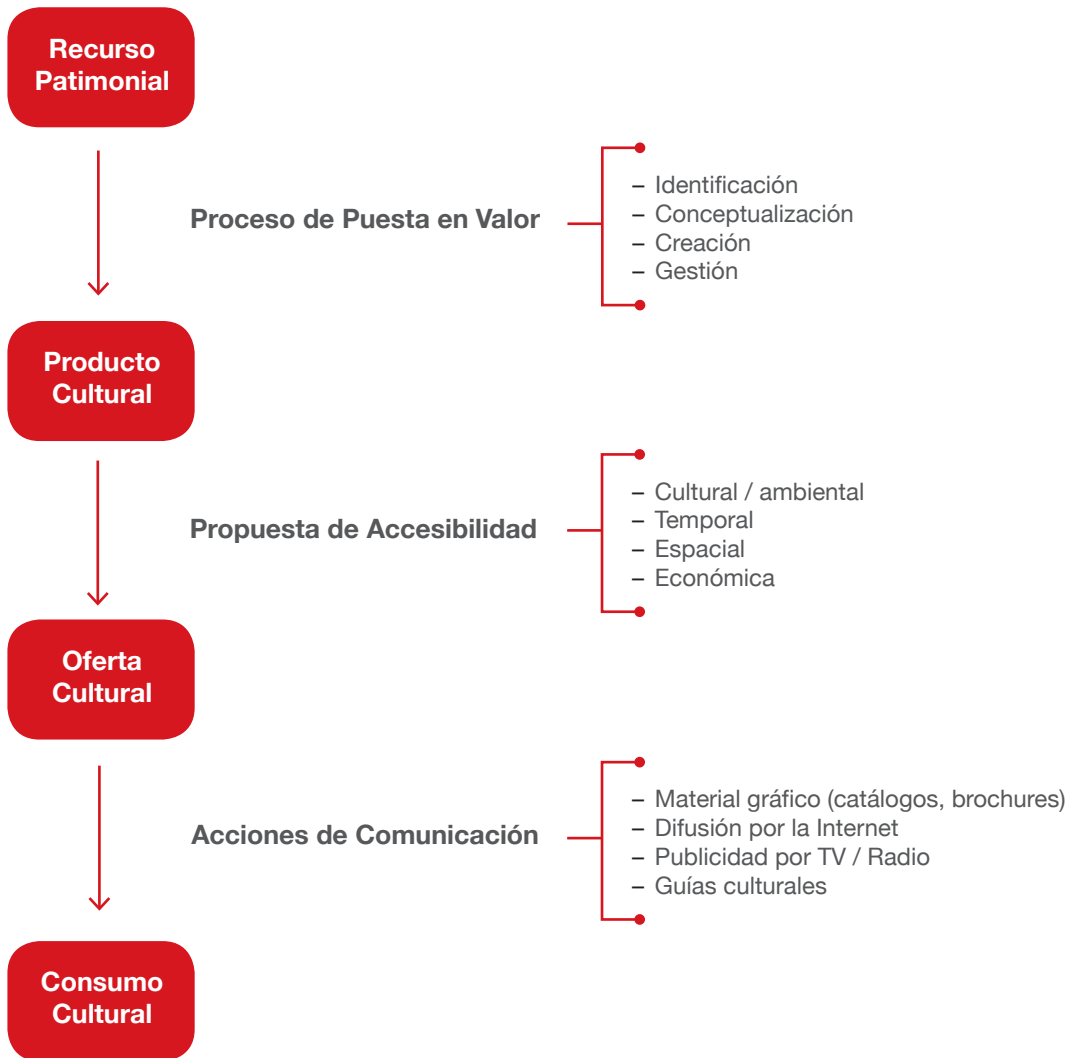 Recurso
Patimonial
Proceso de Puesta en Valor
– Identificación
– Conceptualización
– Creación
– Gestión
Producto
Cultural
Propuesta de Accesibilidad
– Cultural / ambiental
– Temporal
– Espacial
– Económica
Oferta
Cultural
Acciones de Comunicación
– Material gráfico (catálogos, brochures)
– Difusión por la Internet
– Publicidad por TV / Radio
– Guías culturales
Consumo
Cultural